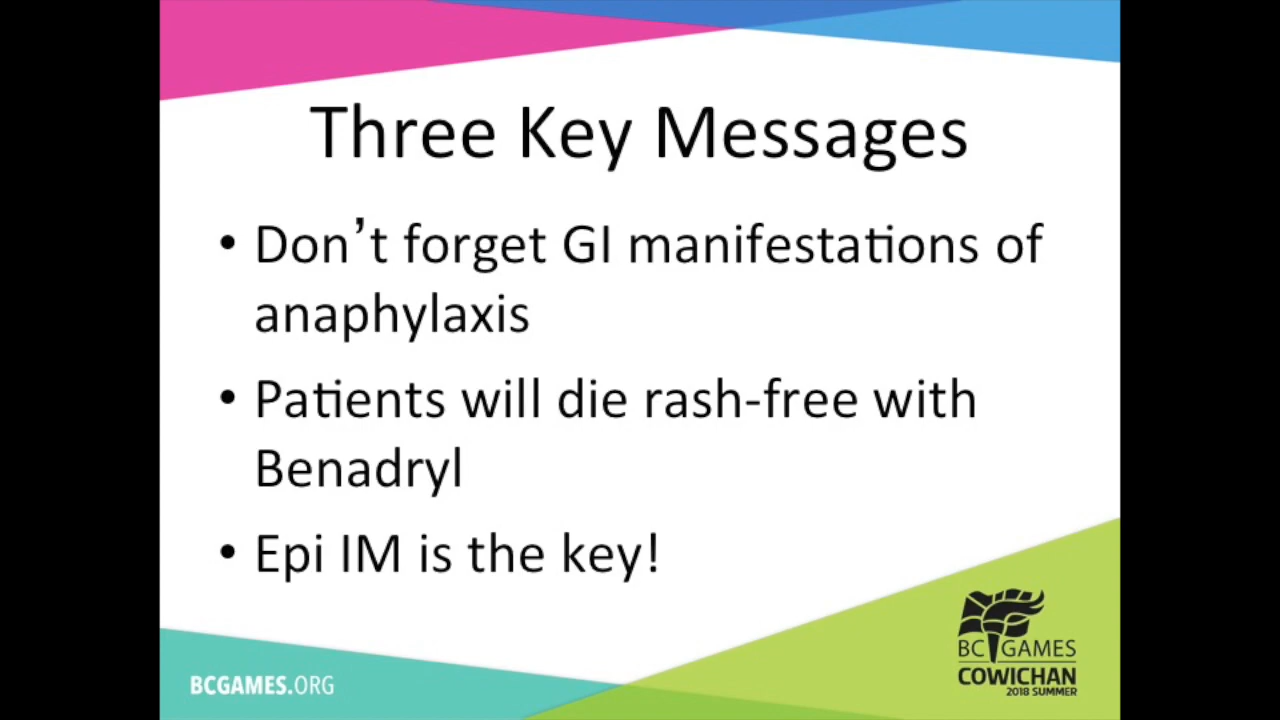 Three Key Messages
• Don’t forget GI manifestations of
anaphylaxis
• Patients will die rash-free with
Benadryl
• Epi IM is the key!
BC GAMES
COWICHAN
2018 SUMMER
BCGAMES.ORG